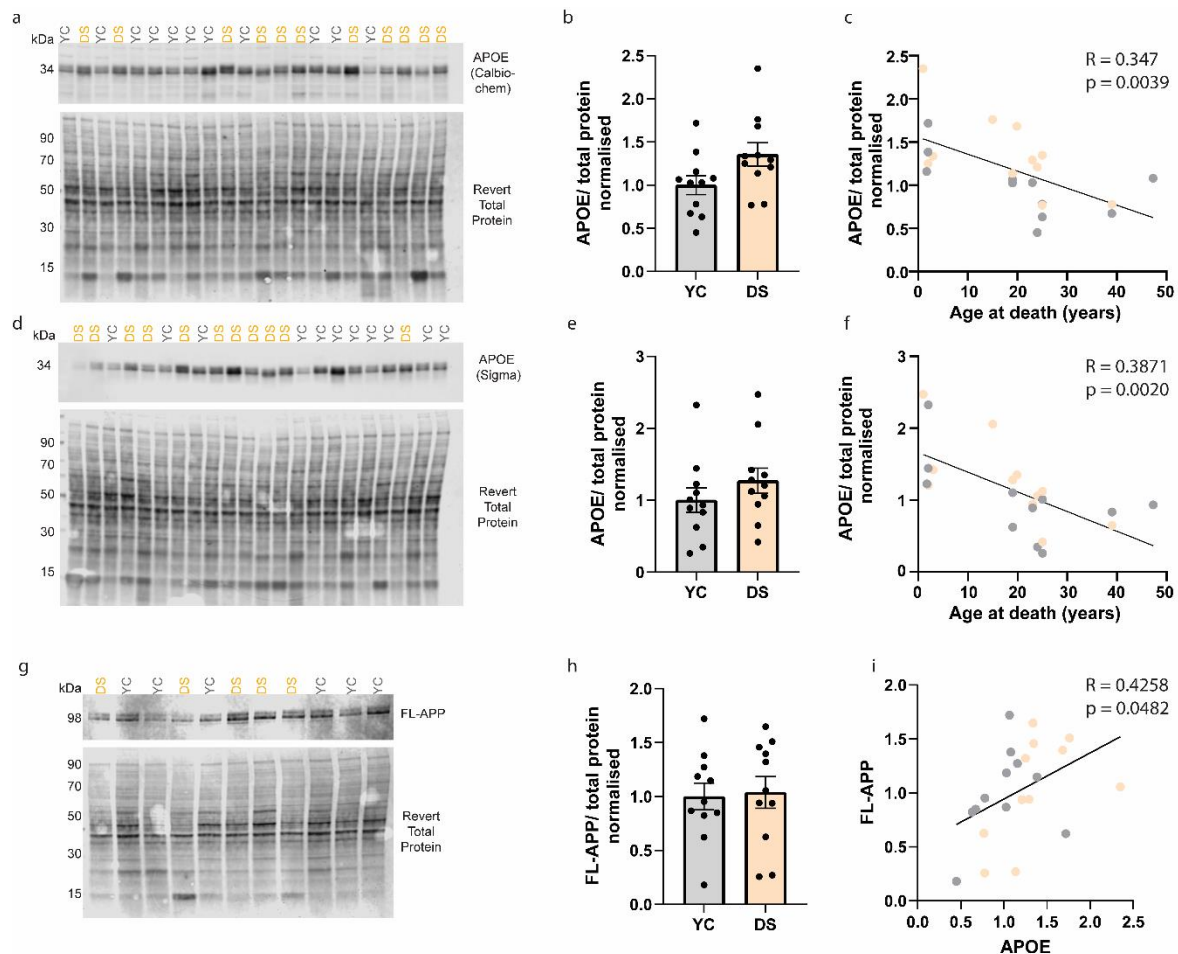 a
kDa
YC DS YC DS YC YC YC YC YC DS YC DS DS DS YC YC DS YC DS DS DS DS
34
APOE
(Calbio-
chem)
90
70
50
30
15
Revert
Total
Protein
b
APOE/ total protein
normalised
2.5
2.0
1.5
1.0
0.5
0.0
YC DS
c
R = 0.347
p = 0.0039
APOE/ total protein
normalised
2.5
2.0
1.5
1.0
0.5
0.0
0 10 20 30 40 50
Age at death (years)
d
kDa
DS DS YC DS DS YC DS YC DS DS DS DS DS YC YC YC YC YC YC DS YC YC
34
APOE
(Sigma)
90
70
50
30
15
Revert
Total
Protein
e
APOE/ total protein
normalised
3
2
1
0
YC DS
f
R = 0.3871
p = 0.0020
APOE/ total protein
normalised
3
2
1
0
0 10 20 30 40 50
Age at death (years)
g
kDa
DS YC YC DS YC DS DS DS YC YC YC
98
FL-APP
90
70
50
30
15
Revert
Total
Protein
h
FL-APP/ total protein
normalised
2.0
1.5
1.0
0.5
0.0
YC DS
i
R = 0.4258
p = 0.0482
FL-APP
2.0
1.5
1.0
0.5
0.0
0.0 0.5 1.0 1.5 2.0 2.5
APOE